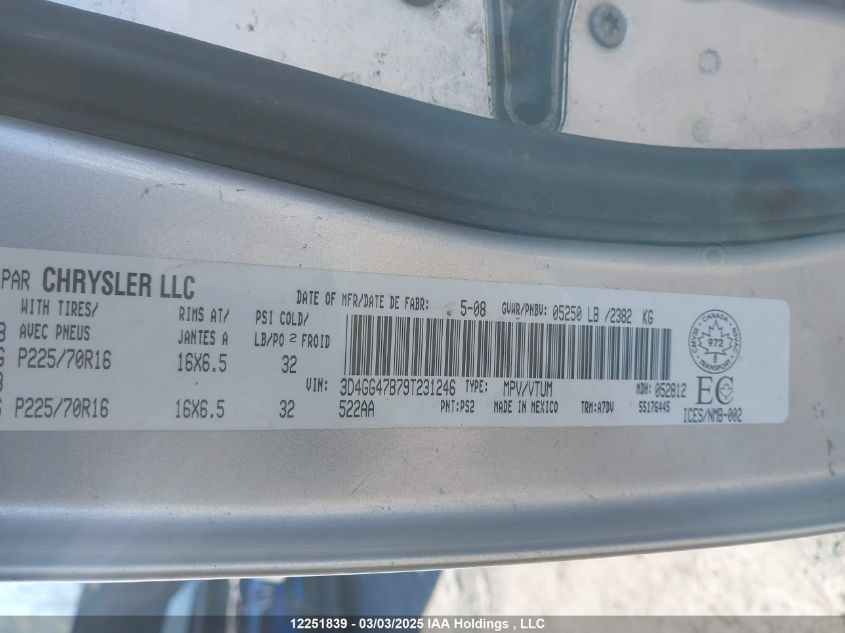 PAR CHRYSLER LLC
DATE OF MFR/DATE DE FABR: 5-08 GVWR/PNBV: 05250 LB /2382 KG
WITH TIRES/ RIMS AT/ PSI COLD/
AVEC PNEUS JANTES A LB/PO 2 FROID
P225/70R16 16X6.5 32
VIN: 3D4GG47B79T231246 TYPE: MPV/VTUM MDH: 052812
P225/70R16 16X6.5 32 522AA PNT:PS2 MADE IN MEXICO TRM:A7DV 55176445
CANADA
972
TRANSPORT
EC
ICES/NMB-002
12251839 - 03/03/2025 IAA Holdings , LLC